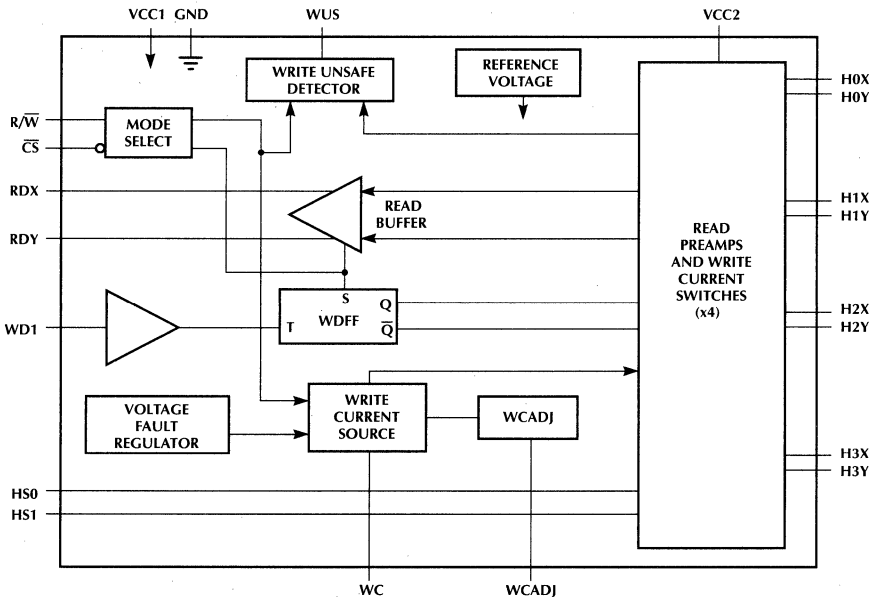 VCC1 GND WUS VCC2
WRITE UNSAFE
DETECTOR
REFERENCE
VOLTAGE
H0X
H0Y
R/W̅
C̅S̅
MODE
SELECT
RDX
RDY
READ
BUFFER
H1X
H1Y
READ
PREAMPS
AND WRITE
CURRENT
SWITCHES
(x4)
S
WD1
T
WDFF
Q
Q̅
H2X
H2Y
VOLTAGE
FAULT
REGULATOR
WRITE
CURRENT
SOURCE
WCADJ
H3X
H3Y
HS0
HS1
WC WCADJ